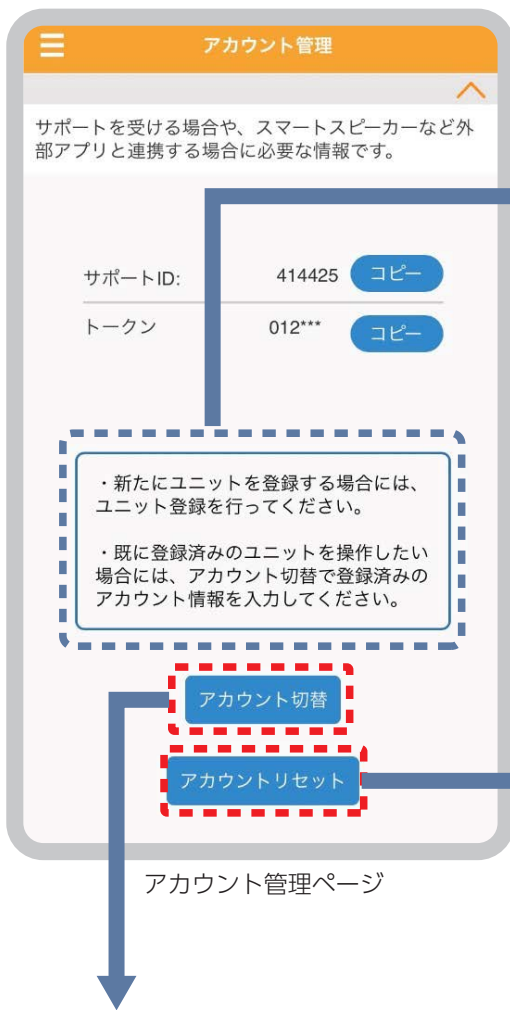 アカウント管理
サポートを受ける場合や、スマートスピーカーなど外
部アプリと連携する場合に必要な情報です。
サポートID: 414425 コピー
トークン 012*** コピー
・新たにユニットを登録する場合には、
ユニット登録を行ってください。
・既に登録済みのユニットを操作したい
場合には、アカウント切替で登録済みの
アカウント情報を入力してください。
アカウント切替
アカウントリセット
アカウント管理ページ